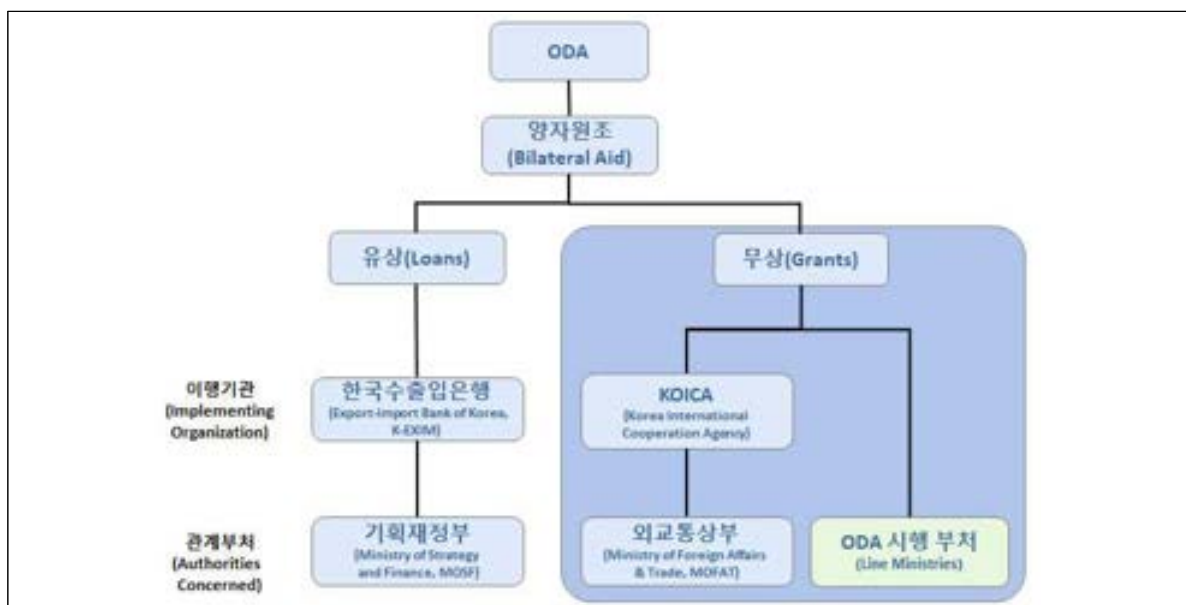 ODA
양자원조
(Bilateral Aid)
유상(Loans)
무상(Grants)
이행기관
(Implementing
Organization)
한국수출입은행
(Export-Import Bank of Korea,
K-EXIM)
KOICA
(Korea International
Cooperation Agency)
관계부처
(Authorities
Concerned)
기획재정부
(Ministry of Strategy
and Finance, MOSF)
외교통상부
(Ministry of Foreign Affairs
& Trade, MOFAT)
ODA 시행 부처
(Line Ministries)